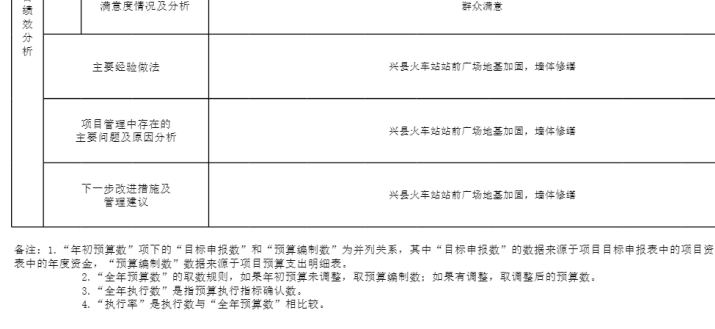 绩效分析
满意度情况及分析 群众满意
主要经验做法 兴县火车站站前广场地基加固，墙体修缮
项目管理中存在的
主要问题及原因分析 兴县火车站站前广场地基加固，墙体修缮
下一步改进措施及
管理建议 兴县火车站站前广场地基加固，墙体修缮
备注：1.“年初预算数”项下的“目标申报数”和“预算编制数”为并列关系，其中“目标申报数”的数据来源于项目目标申报表中的项目资
表中的年度资金，“预算编制数”数据来源于项目预算支出明细表。
2.“全年预算数”的取数规则，如果年初预算未调整，取预算编制数；如果有调整，取调整后的预算数。
3.“全年执行数”是指预算执行指标确认数。
4.“执行率”是执行数与“全年预算数”相比较。